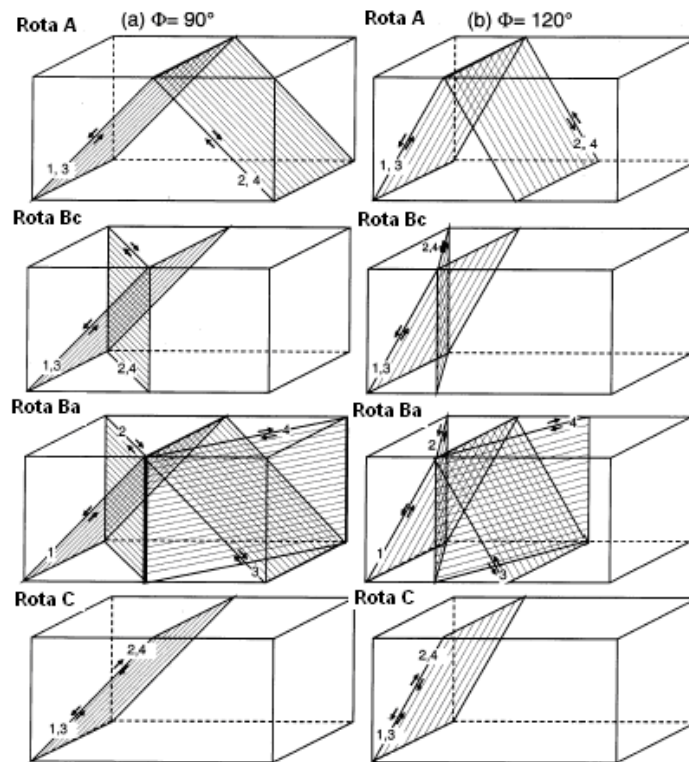 Rota A (a) Φ= 90° (b) Φ= 120°
1, 3 2, 4 1, 3 2, 4
Rota Bc Rota Bc
2,4
1,3 2,4 1,3
Rota Ba Rota Ba
2 4 2 4
1 3 1 3
Rota C Rota C
2,4 2,4
1,3 1,3